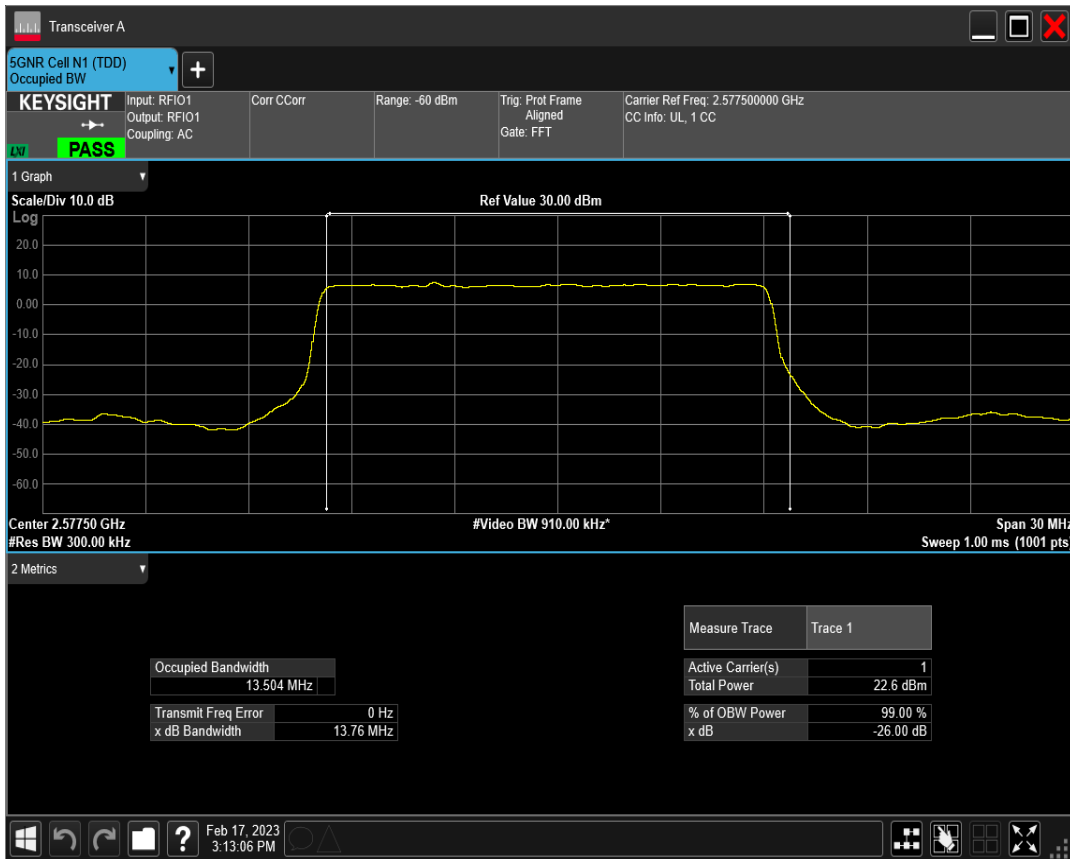 Transceiver A
5GNR Cell N1 (TDD)
Occupied BW
+
KEYSIGHT
LXI
PASS
Input: RFIO1
Output: RFIO1
Coupling: AC
Corr CCorr
Range: -60 dBm
Trig: Prot Frame
Aligned
Gate: FFT
Carrier Ref Freq: 2.577500000 GHz
CC Info: UL, 1 CC
1 Graph
Scale/Div 10.0 dB
Ref Value 30.00 dBm
Log
20.0
10.0
0.00
-10.0
-20.0
-30.0
-40.0
-50.0
-60.0
Center 2.57750 GHz
#Video BW 910.00 kHz*
Span 30 MHz
#Res BW 300.00 kHz
Sweep 1.00 ms (1001 pts)
2 Metrics
Measure Trace Trace 1
Occupied Bandwidth
13.504 MHz
Transmit Freq Error 0 Hz
x dB Bandwidth 13.76 MHz
Active Carrier(s) 1
Total Power 22.6 dBm
% of OBW Power 99.00 %
x dB -26.00 dB
?
Feb 17, 2023
3:13:06 PM